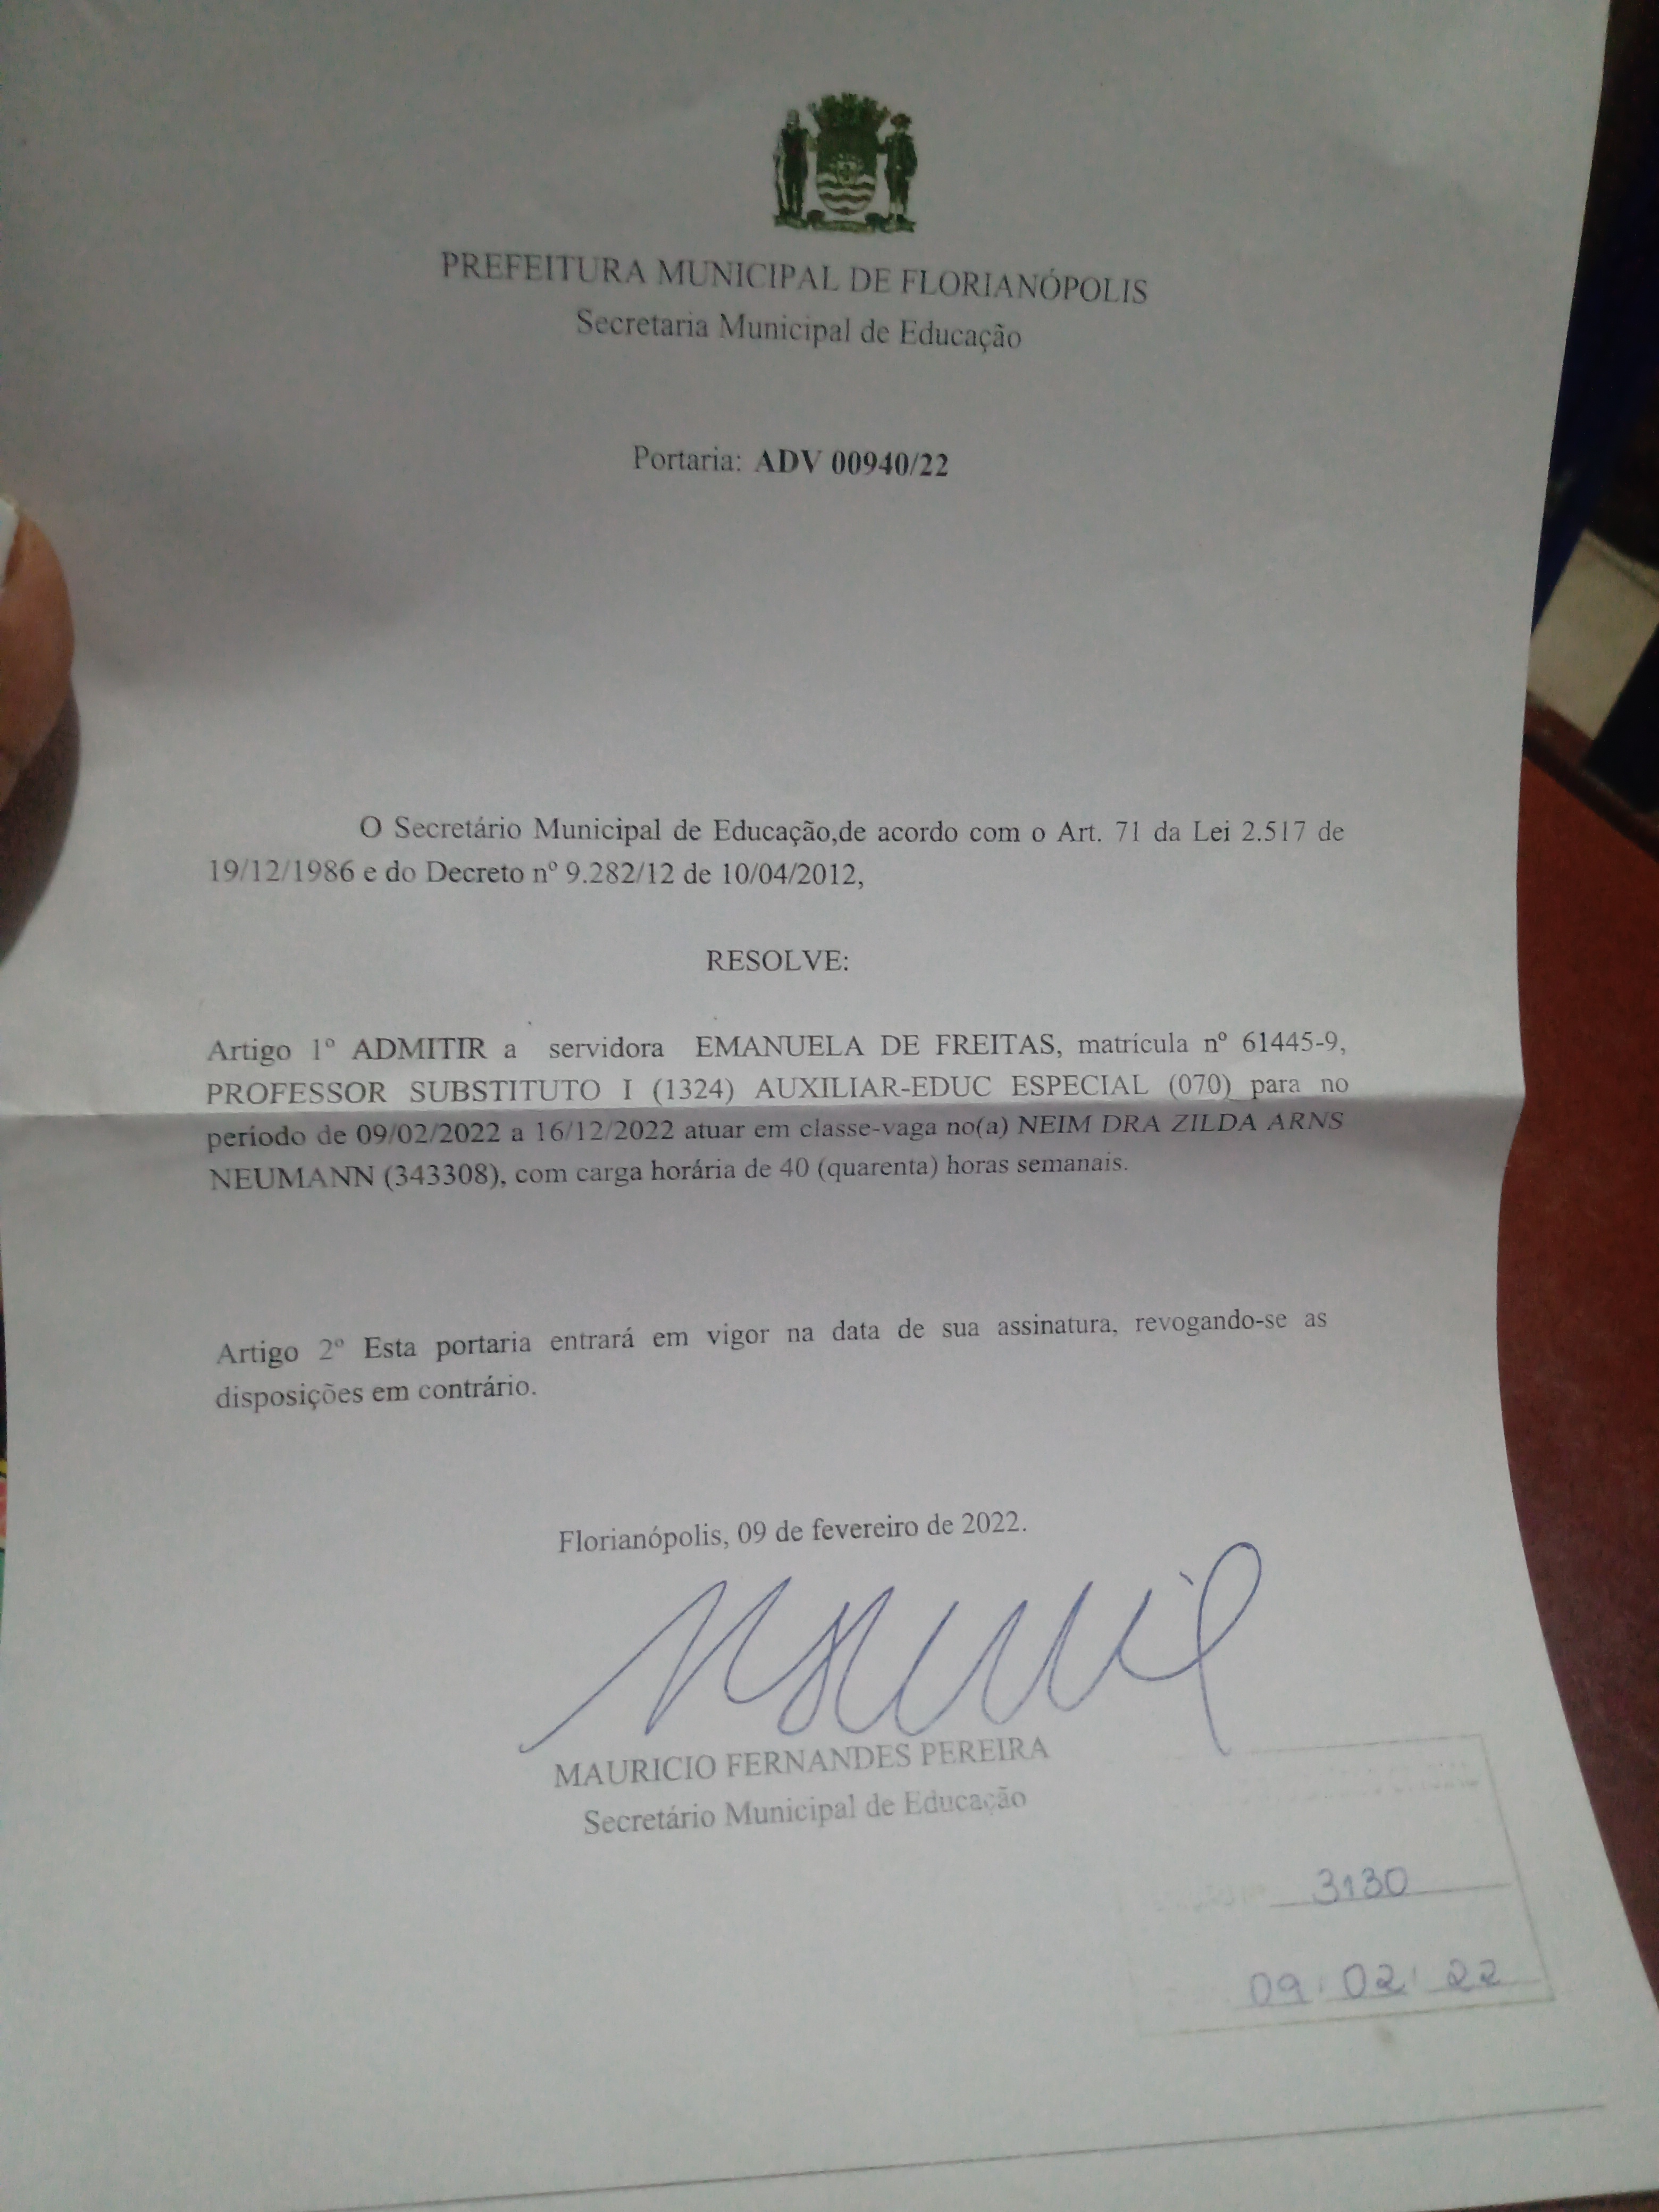 PREFEITURA MUNICIPAL DE FLORIANÓPOLIS
Secretaria Municipal de Educação
Portaria: ADV 00940/22
O Secretário Municipal de Educação,de acordo com o Art. 71 da Lei 2.517 de
19/12/1986 e do Decreto nº 9.282/12 de 10/04/2012,
RESOLVE:
Artigo 1º ADMITIR a servidora EMANUELA DE FREITAS, matrícula nº 61445-9,
PROFESSOR SUBSTITUTO I (1324) AUXILIAR-EDUC ESPECIAL (070) para no
período de 09/02/2022 a 16/12/2022 atuar em classe-vaga no(a) NEIM DRA ZILDA ARNS
NEUMANN (343308), com carga horária de 40 (quarenta) horas semanais.
Artigo 2º Esta portaria entrará em vigor na data de sua assinatura, revogando-se as
disposições em contrário.
Florianópolis, 09 de fevereiro de 2022.
MAURICIO FERNANDES PEREIRA
Secretário Municipal de Educação
3130
09 02 22